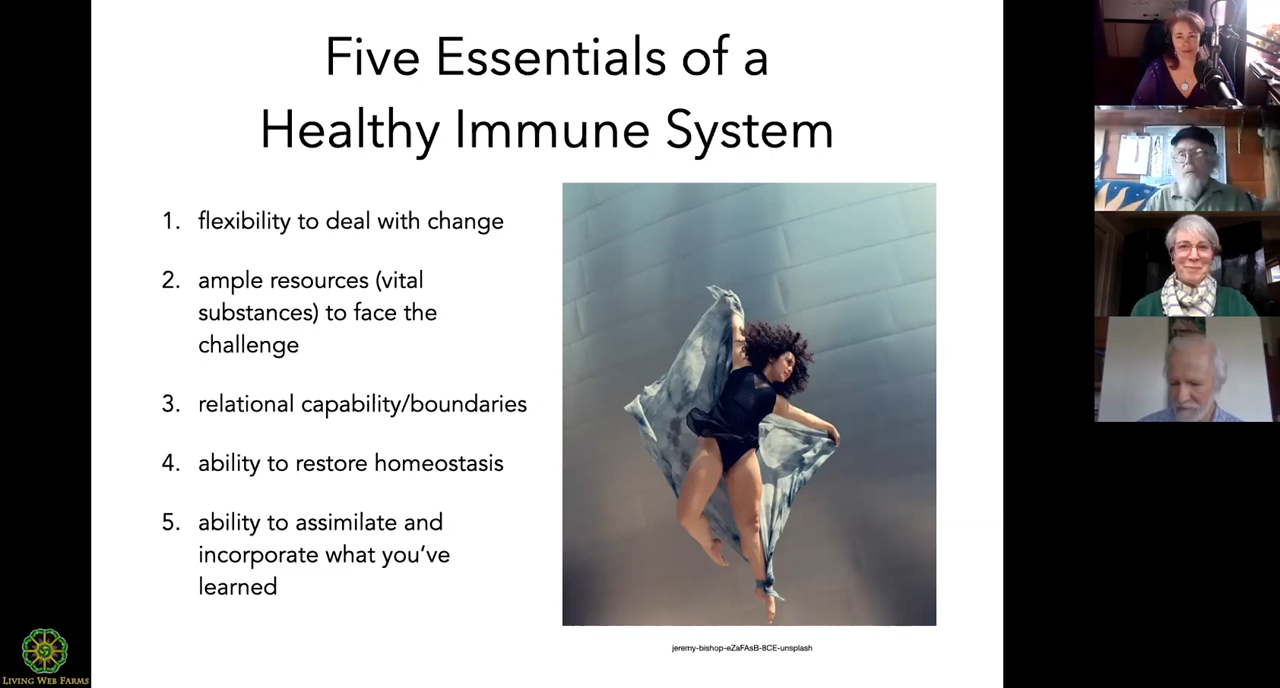 Five Essentials of a
Healthy Immune System
1. flexibility to deal with change
2. ample resources (vital
substances) to face the
challenge
3. relational capability/boundaries
4. ability to restore homeostasis
5. ability to assimilate and
incorporate what you've
learned
jeremy-bishop-eZaFAsB-8CE-unsplash
LIVING WEB FARMS